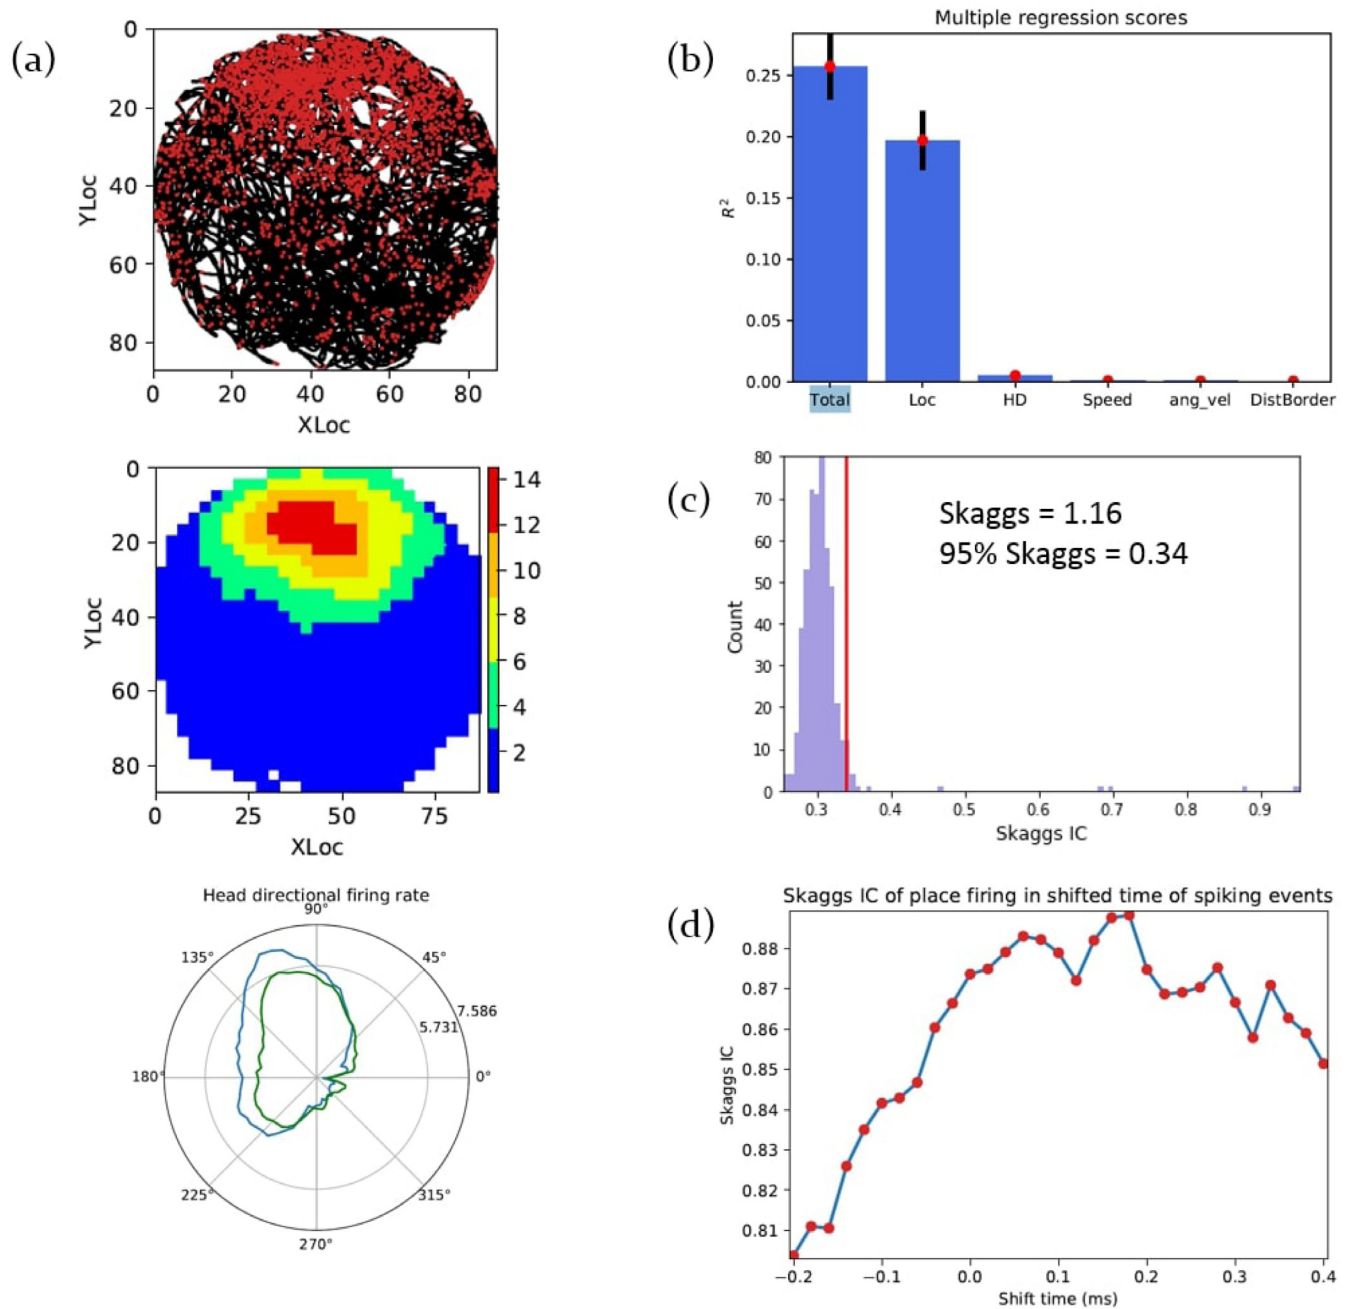 (a)
0
20
40
60
80
YLoc
0 20 40 60 80
XLoc
0
20
40
60
80
YLoc
0 25 50 75
XLoc
14
12
10
8
6
4
2
Head directional firing rate
90°
135° 45°
7.586
5.731
180° 0°
225° 315°
270°
(b)
Multiple regression scores
0.25
0.20
0.15
0.10
0.05
0.00
R²
Total Loc HD Speed ang_vel DistBorder
(c)
80
70
60
50
40
30
20
10
0
Count
Skaggs = 1.16
95% Skaggs = 0.34
0.3 0.4 0.5 0.6 0.7 0.8 0.9
Skaggs IC
(d)
Skaggs IC of place firing in shifted time of spiking events
0.88
0.87
0.86
0.85
0.84
0.83
0.82
0.81
Skaggs IC
−0.2 −0.1 0.0 0.1 0.2 0.3 0.4
Shift time (ms)